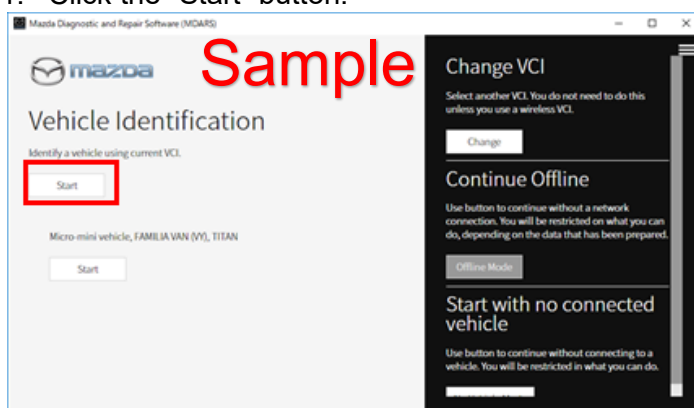 Click the "Start" button.
Mazda Diagnostic and Repair Software (MDARS)
mazda
Sample
Vehicle Identification
Identify a vehicle using current VCI.
Start
Micro-mini vehicle, FAMILIA VAN (VY), TITAN
Start
Change VCI
Select another VCI. You do not need to do this
unless you use a wireless VCI.
Change
Continue Offline
Use button to continue without a network
connection. You will be restricted on what you can
do, depending on the data that has been prepared.
Offline Mode
Start with no connected
vehicle
Use button to continue without connecting to a
vehicle. You will be restricted in what you can do.